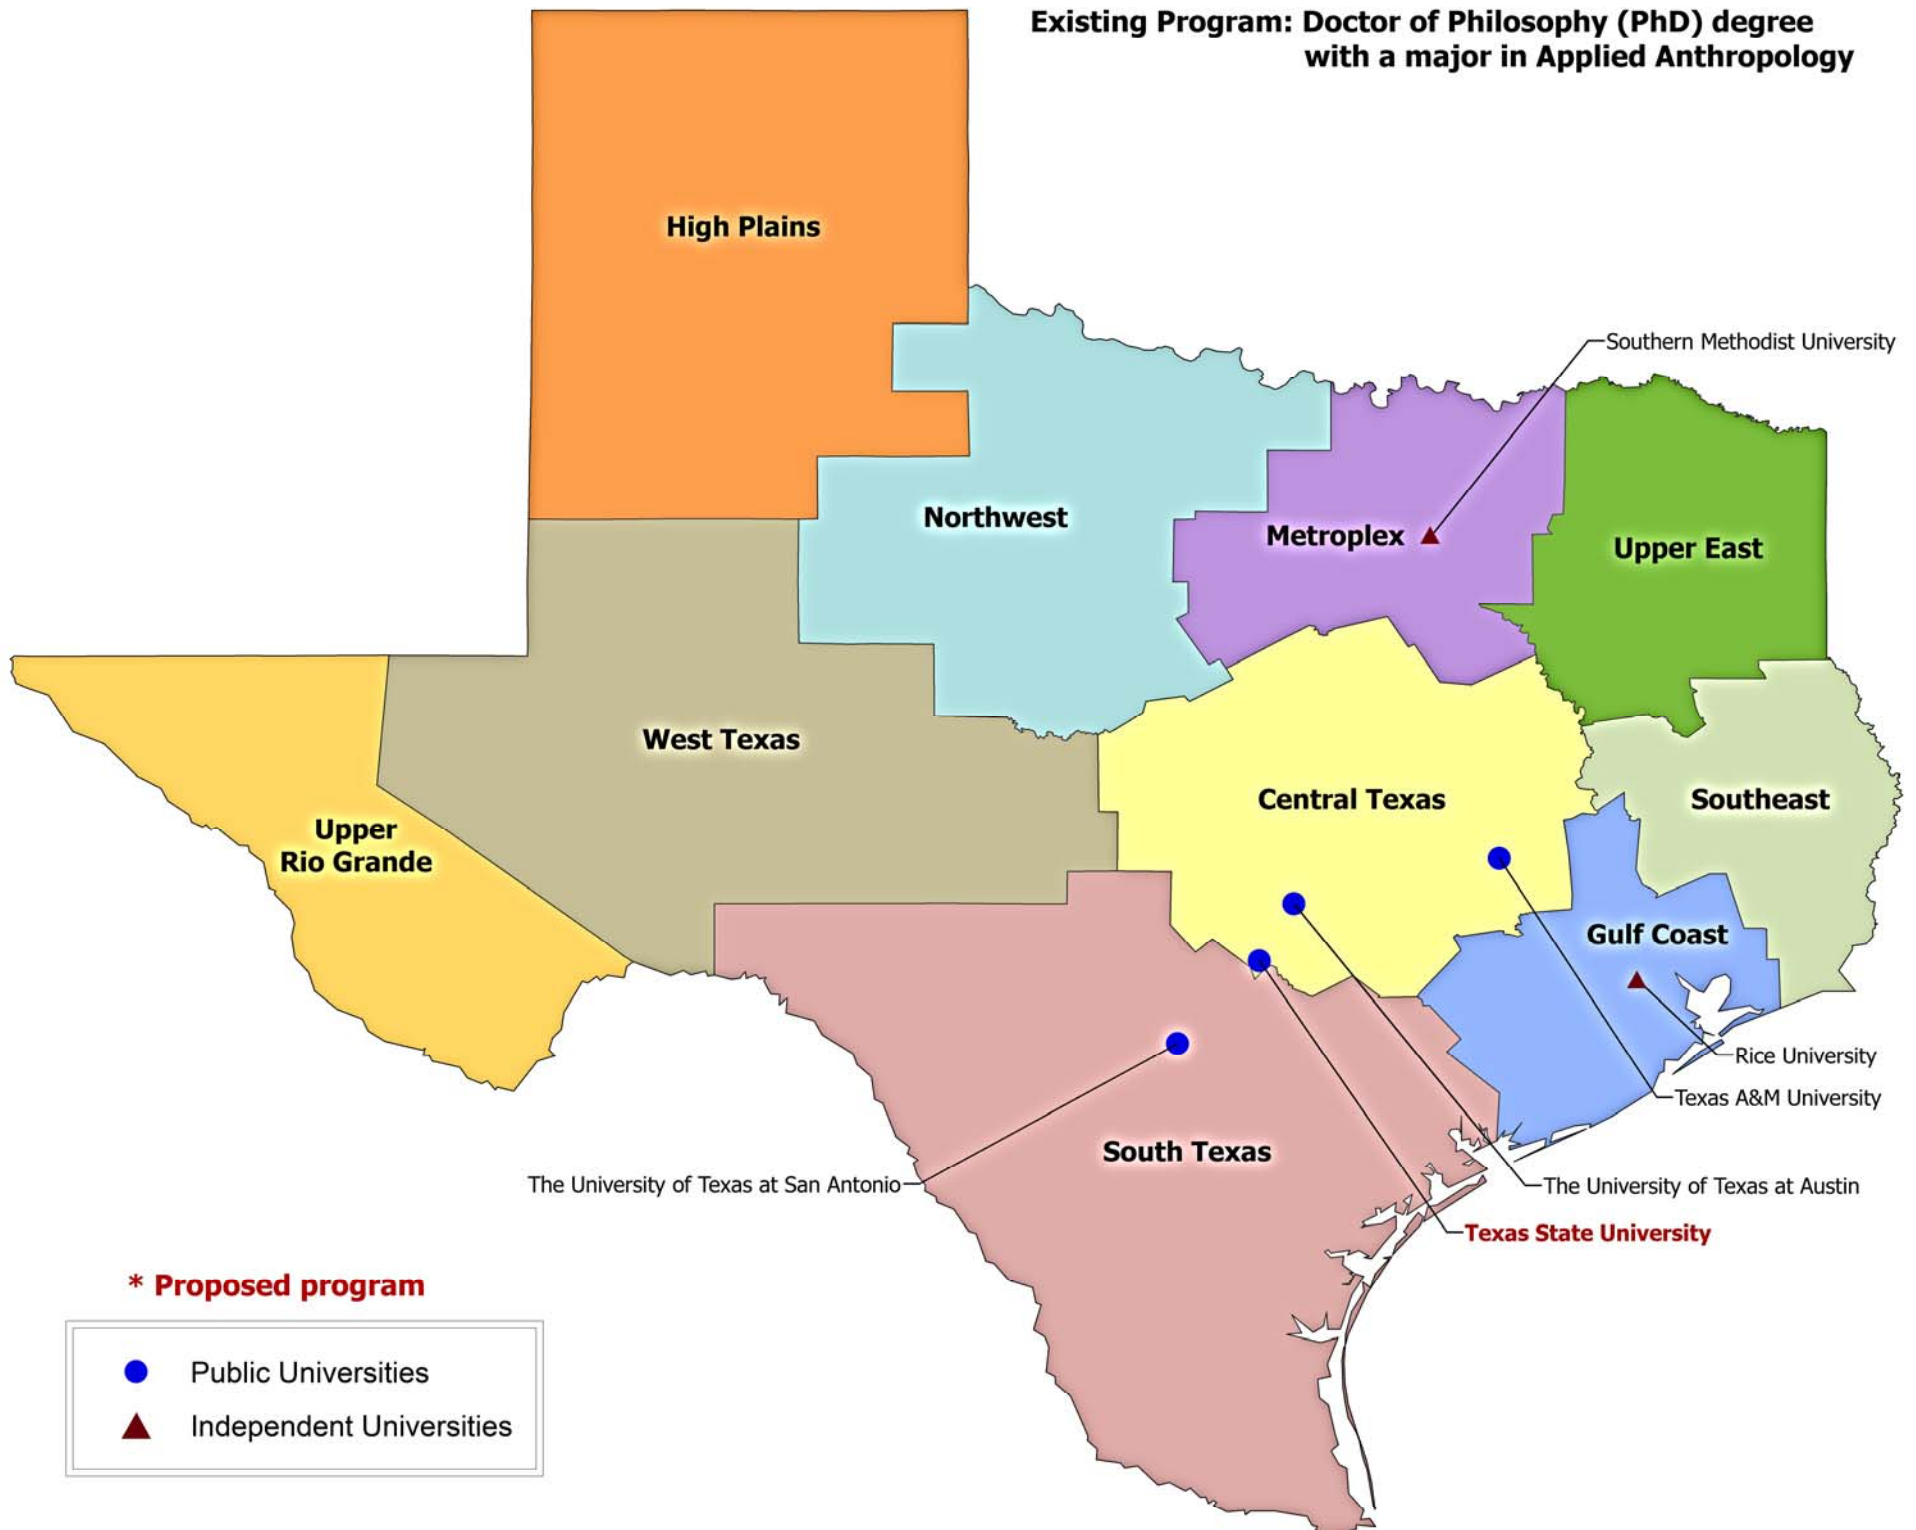 Existing Program: Doctor of Philosophy (PhD) degree
with a major in Applied Anthropology
High Plains
Southern Methodist University
Northwest
Metroplex
Upper East
West Texas
Central Texas
Southeast
Upper
Rio Grande
Gulf Coast
Rice University
Texas A&M University
South Texas
The University of Texas at San Antonio
The University of Texas at Austin
Texas State University
* Proposed program
Public Universities
Independent Universities